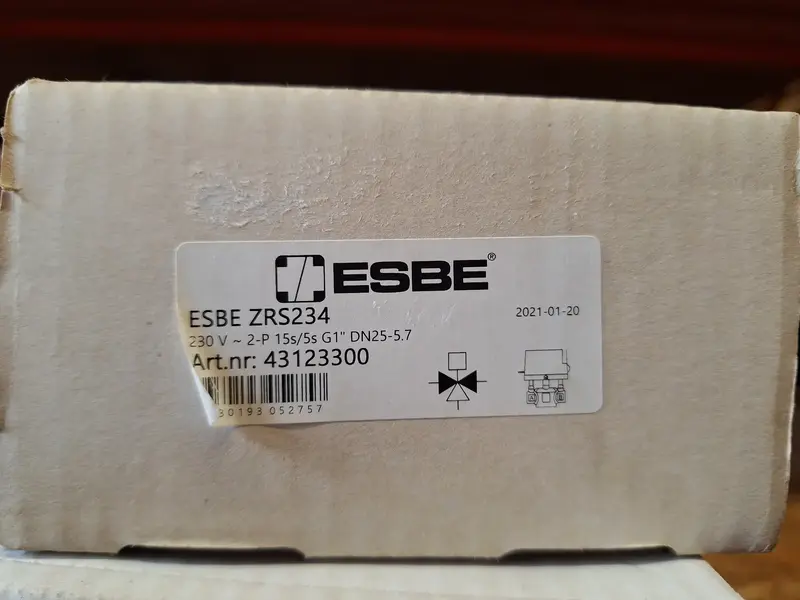 ESBE®
ESBE ZRS234
2021-01-20
230 V ~ 2-P 15s/5s G1" DN25-5.7
Art.nr: 43123300
30193 052757